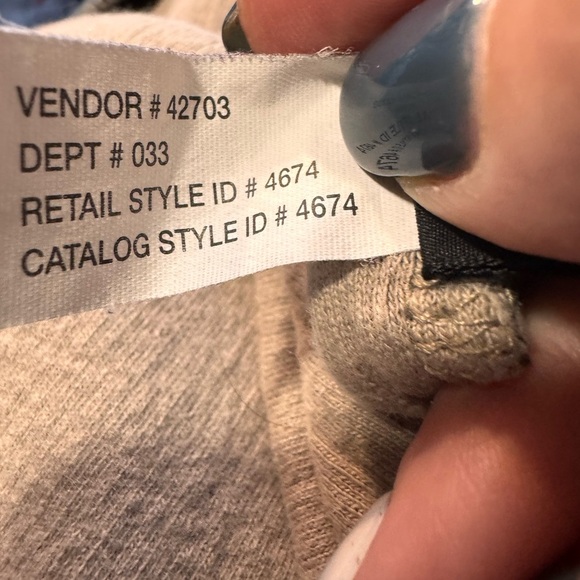 VENDOR # 42703
DEPT # 033
RETAIL STYLE ID # 4674
CATALOG STYLE ID # 4674